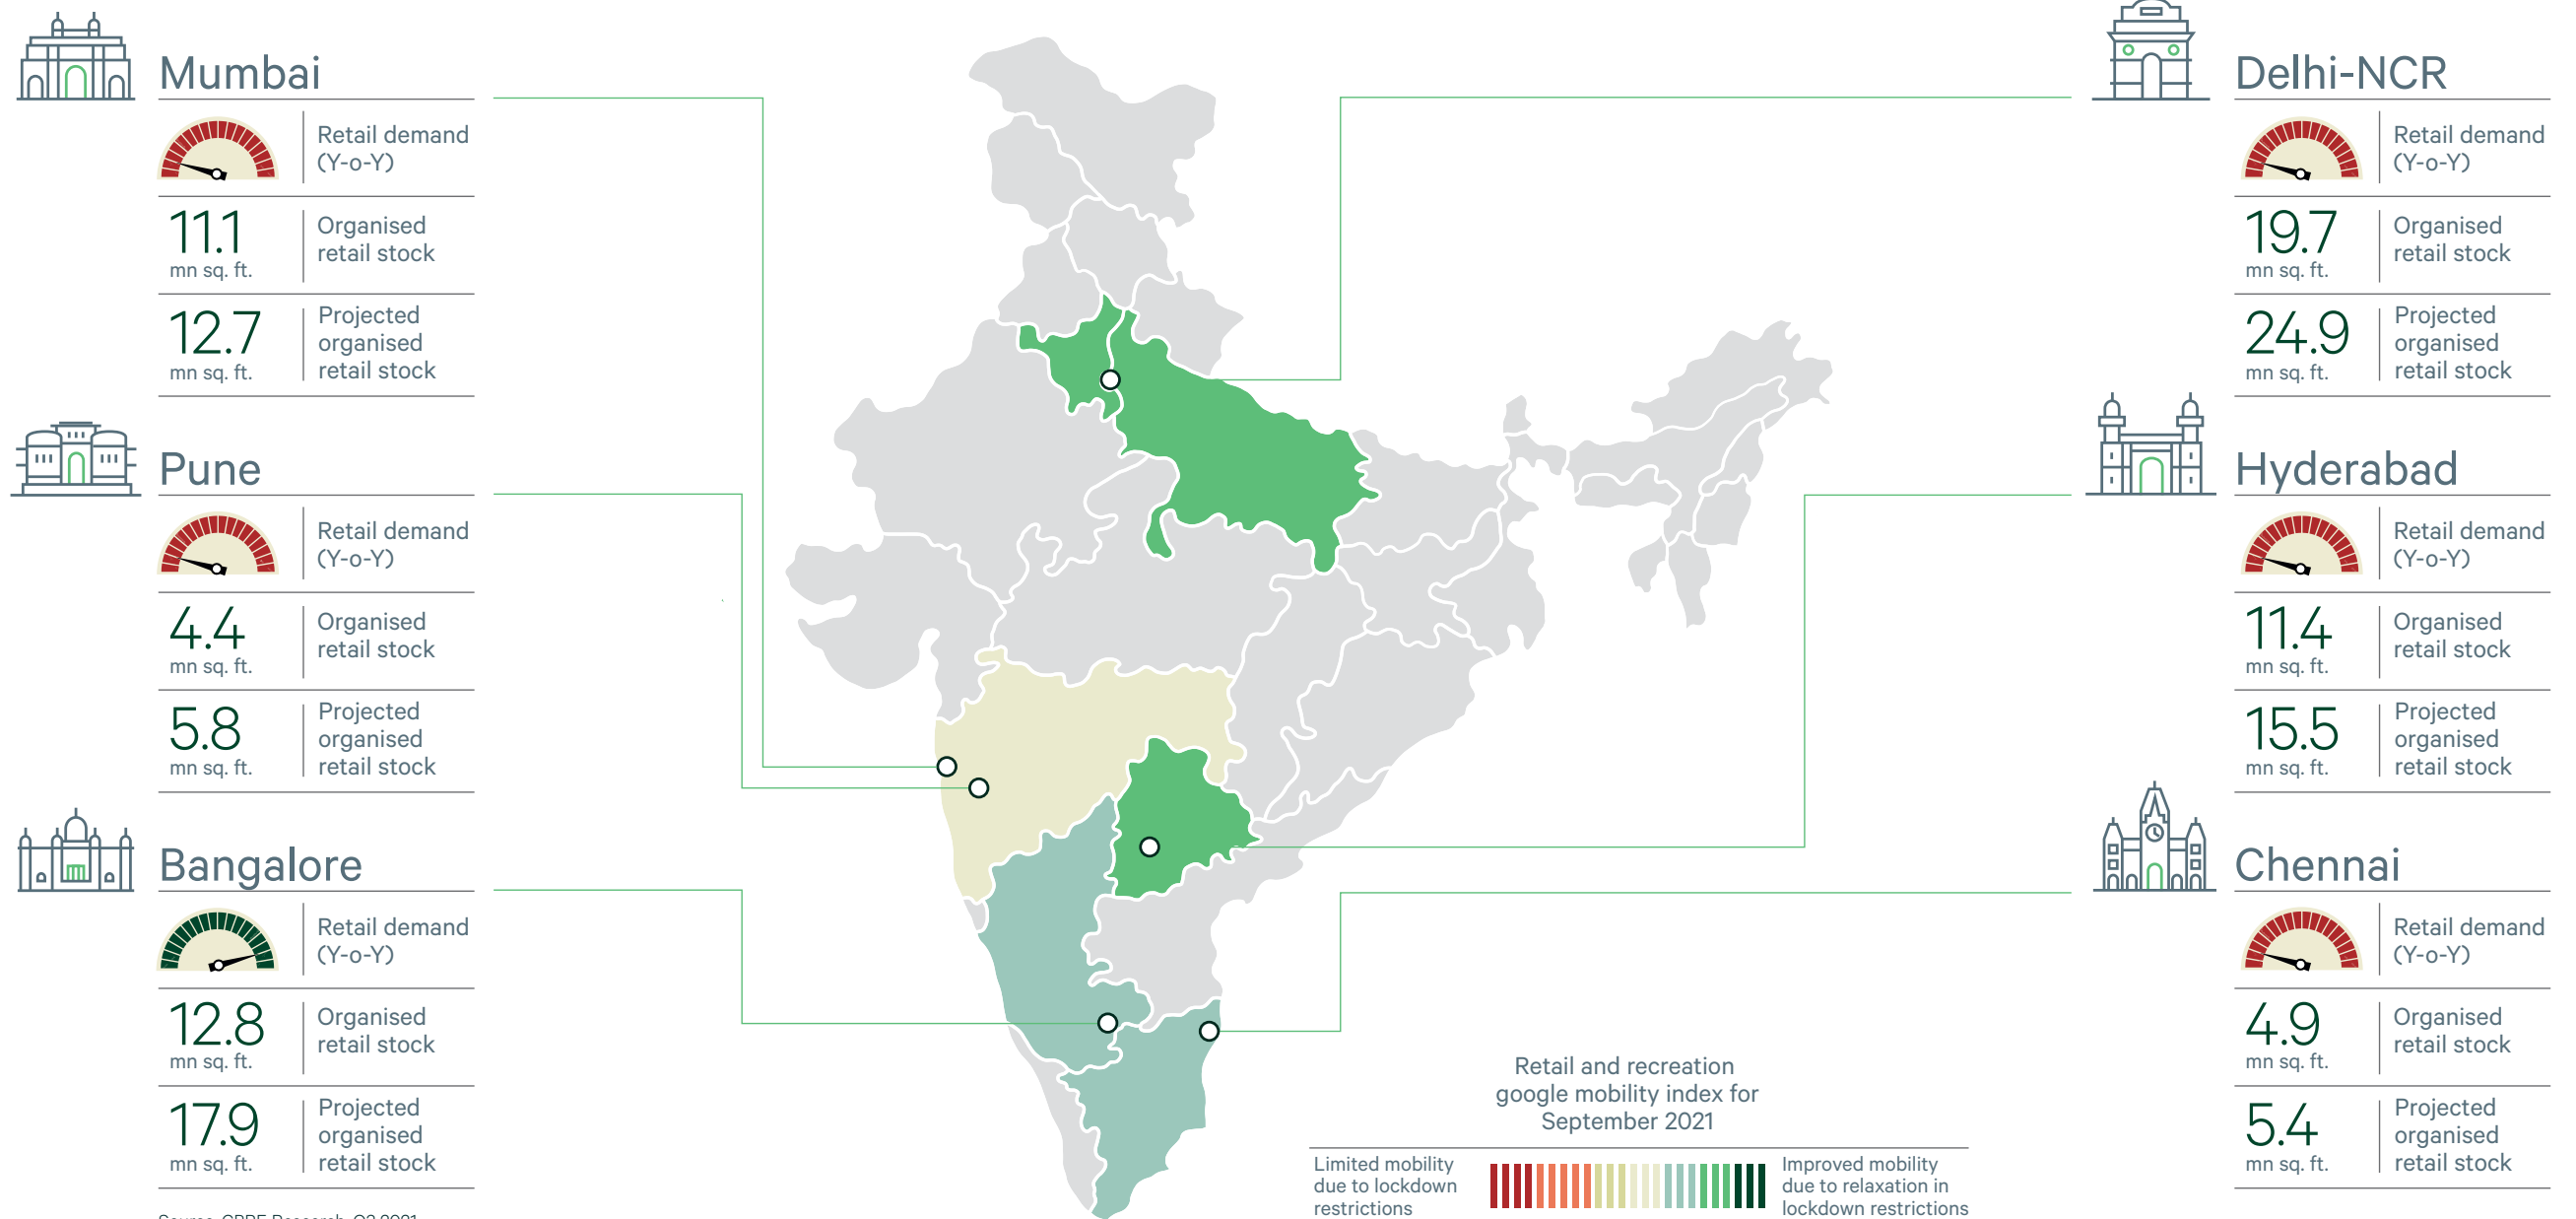 Mumbai
Retail demand
(Y-o-Y)
11.1
mn sq. ft.
Organised
retail stock
12.7
mn sq. ft.
Projected
organised
retail stock
Pune
Retail demand
(Y-o-Y)
4.4
mn sq. ft.
Organised
retail stock
5.8
mn sq. ft.
Projected
organised
retail stock
Bangalore
Retail demand
(Y-o-Y)
12.8
mn sq. ft.
Organised
retail stock
17.9
mn sq. ft.
Projected
organised
retail stock
Delhi-NCR
Retail demand
(Y-o-Y)
19.7
mn sq. ft.
Organised
retail stock
24.9
mn sq. ft.
Projected
organised
retail stock
Hyderabad
Retail demand
(Y-o-Y)
11.4
mn sq. ft.
Organised
retail stock
15.5
mn sq. ft.
Projected
organised
retail stock
Chennai
Retail demand
(Y-o-Y)
4.9
mn sq. ft.
Organised
retail stock
5.4
mn sq. ft.
Projected
organised
retail stock
Retail and recreation
google mobility index for
September 2021
Limited mobility
due to lockdown
restrictions
Improved mobility
due to relaxation in
lockdown restrictions
Source: CBRE Research, 2021